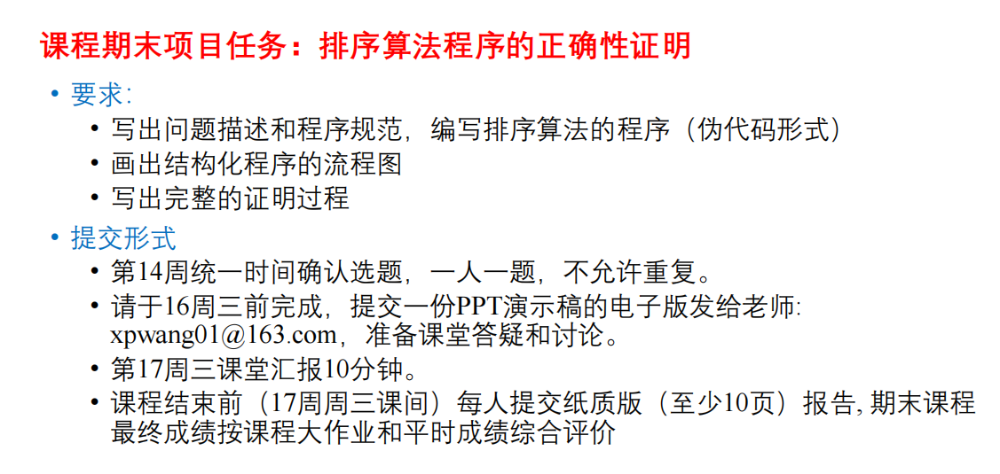 课程期末项目任务：排序算法程序的正确性证明
• 要求:
• 写出问题描述和程序规范，编写排序算法的程序（伪代码形式）
• 画出结构化程序的流程图
• 写出完整的证明过程
• 提交形式
• 第14周统一时间确认选题，一人一题，不允许重复。
• 请于16周三前完成，提交一份PPT演示稿的电子版发给老师:
xpwang01@163.com，准备课堂答疑和讨论。
• 第17周三课堂汇报10分钟。
• 课程结束前（17周周三课间）每人提交纸质版（至少10页）报告, 期末课程
最终成绩按课程大作业和平时成绩综合评价